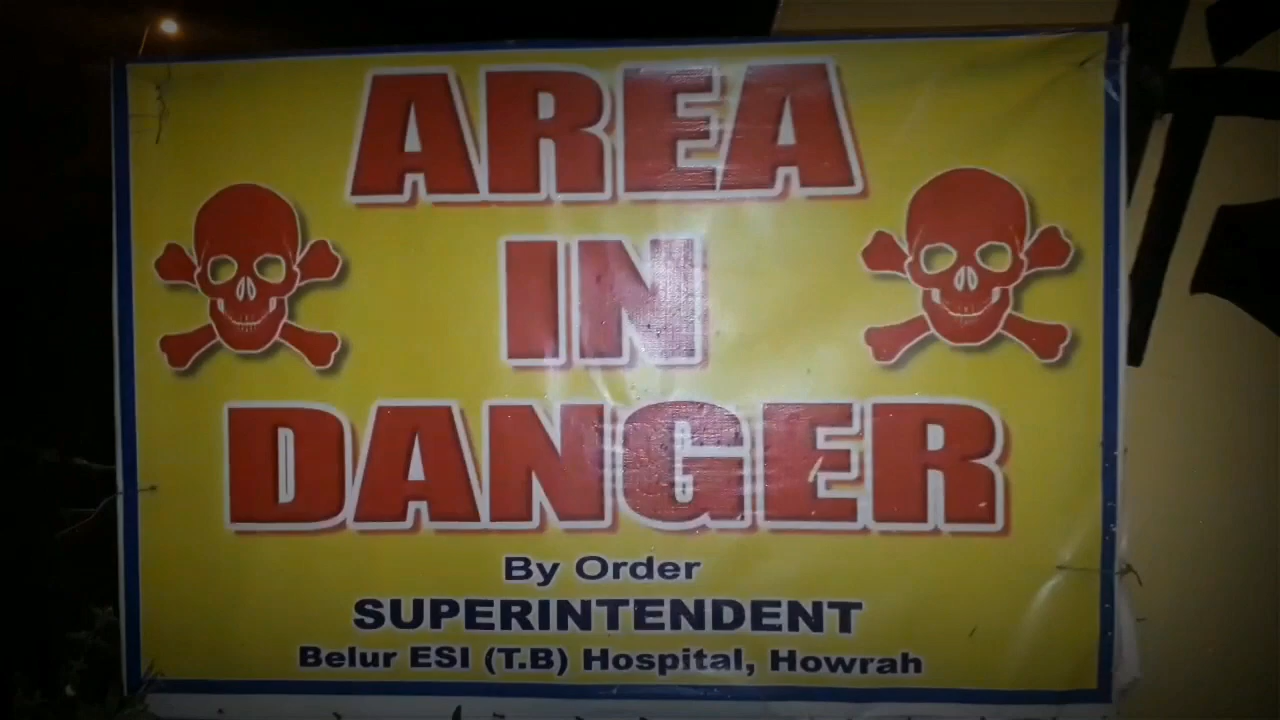 AREA
IN
DANGER
By Order
SUPERINTENDENT
Belur ESI (T.B) Hospital, Howrah